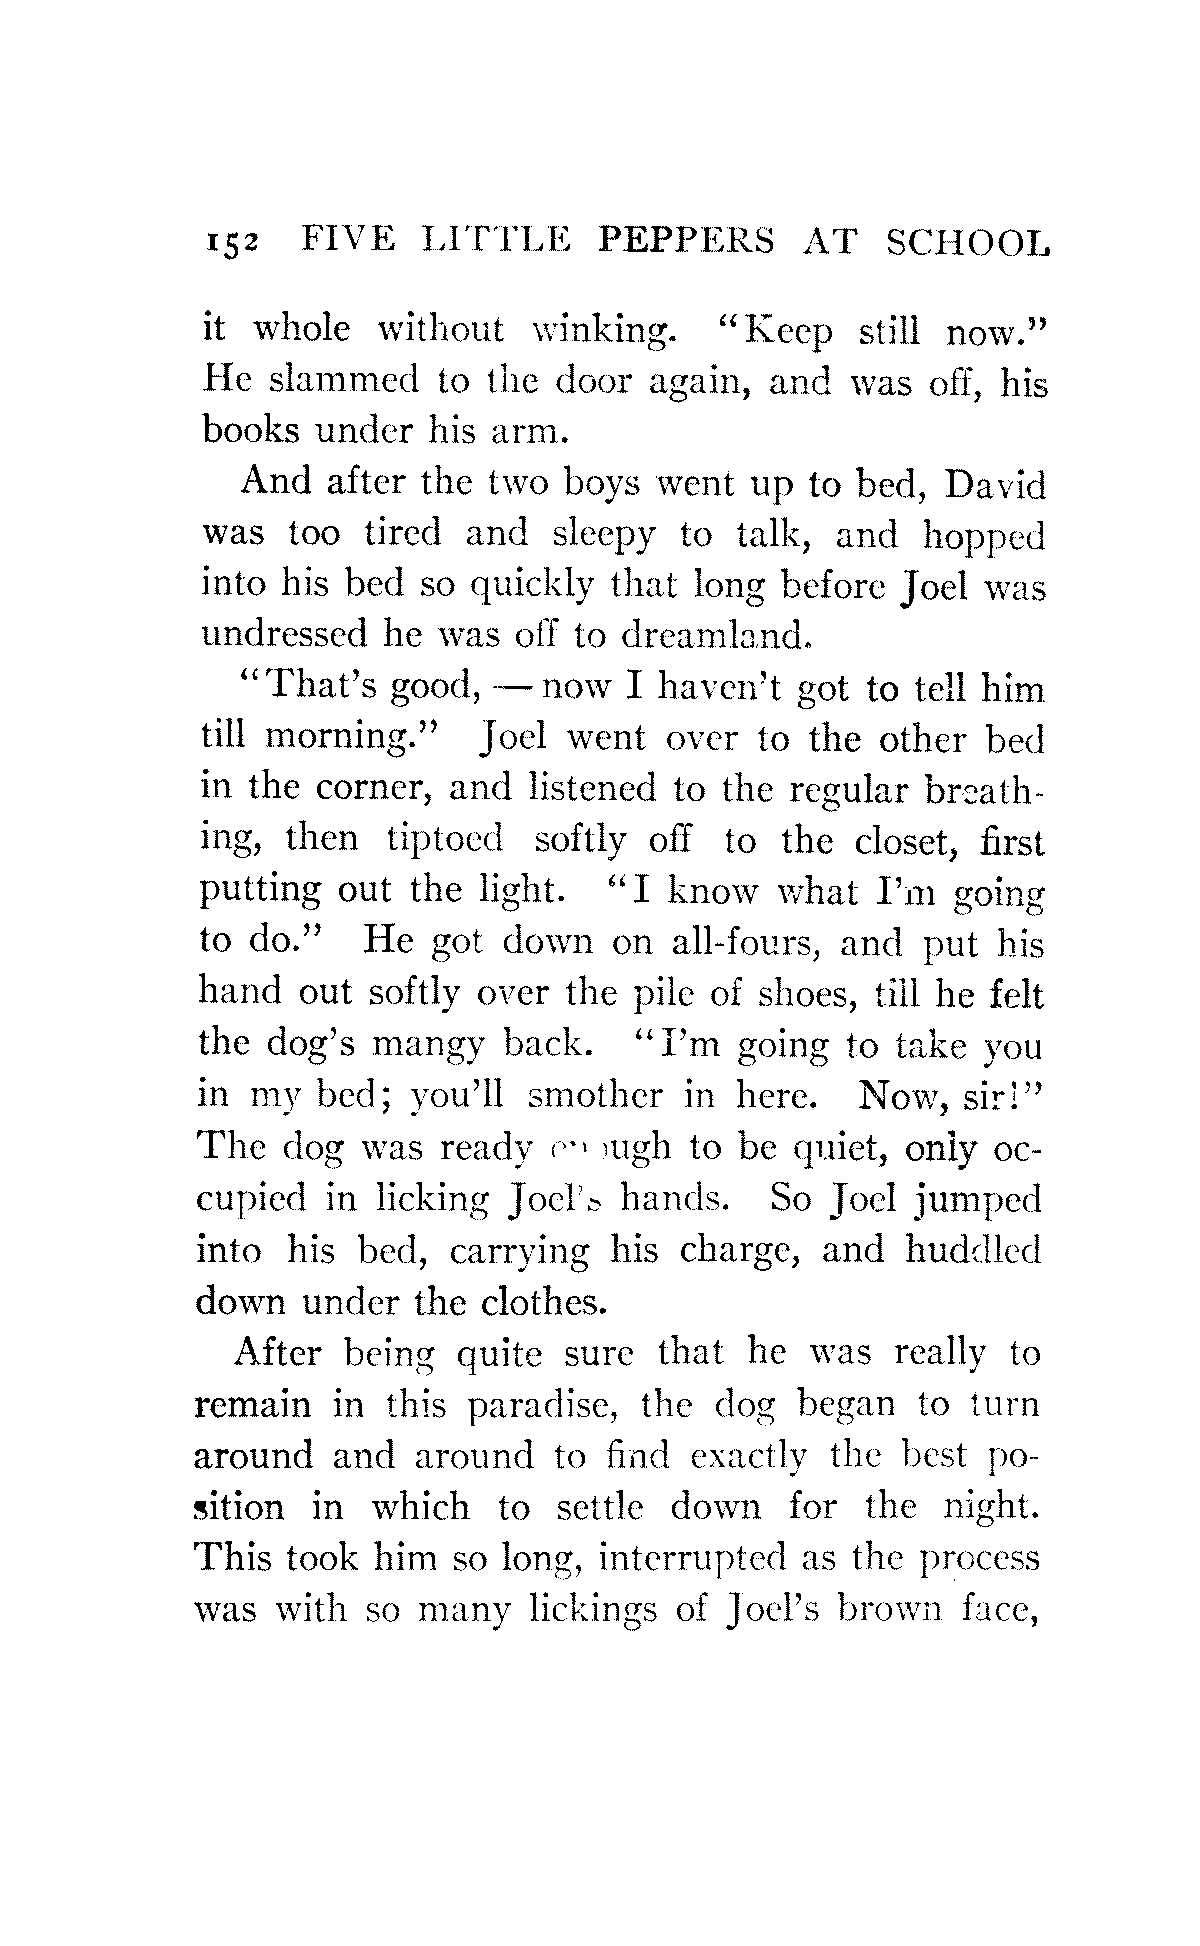 152 FIVE LITTLE PEPPERS AT SCHOOL
it whole without winking. “Keep still now.”
He slammed to the door again, and was off, his
books under his arm.
And after the two boys went up to bed, David
was too tired and sleepy to talk, and hopped
into his bed so quickly that long before Joel was
undressed he was off to dreamland.
“That’s good, — now I haven’t got to tell him
till morning.” Joel went over to the other bed
in the corner, and listened to the regular breath-
ing, then tiptoed softly off to the closet, first
putting out the light. “I know what I’m going
to do.” He got down on all-fours, and put his
hand out softly over the pile of shoes, till he felt
the dog’s mangy back. “I’m going to take you
in my bed; you’ll smother in here. Now, sir!”
The dog was ready enough to be quiet, only oc-
cupied in licking Joel’s hands. So Joel jumped
into his bed, carrying his charge, and huddled
down under the clothes.
After being quite sure that he was really to
remain in this paradise, the dog began to turn
around and around to find exactly the best po-
sition in which to settle down for the night.
This took him so long, interrupted as the process
was with so many lickings of Joel’s brown face,